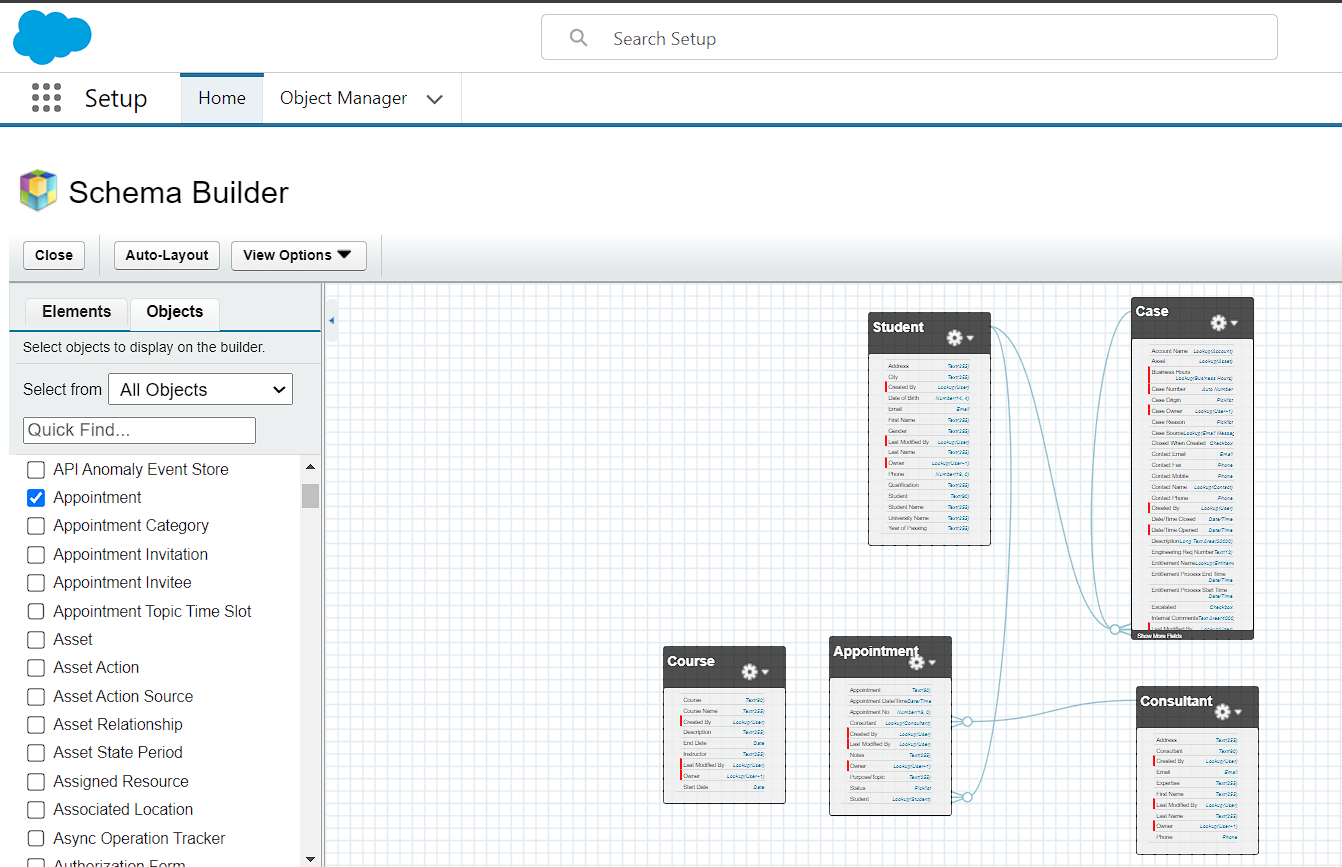 Search Setup
Setup
Home
Object Manager
Schema Builder
Close
Auto-Layout
View Options
Elements
Objects
Select objects to display on the builder.
Select from
All Objects
Quick Find...
API Anomaly Event Store
Appointment
Appointment Category
Appointment Invitation
Appointment Invitee
Appointment Topic Time Slot
Asset
Asset Action
Asset Action Source
Asset Relationship
Asset State Period
Assigned Resource
Associated Location
Async Operation Tracker
Authorization Form
Student
Address Text(255)
City Text(255)
Created By Lookup(User)
Date of Birth
Email Email
First Name Text(255)
Gender Text(255)
Last Modified By Lookup(User)
Last Name Text(255)
Owner Lookup(User+1)
Phone Number(18, 0)
Qualification Text(255)
Student Text(80)
Student Name Text(255)
University Name Text(255)
Year of Passing Text(255)
Case
Account Name Lookup(Account)
Asset Lookup(Asset)
Business Hours
Lookup(Business Hours)
Case Number Auto Number
Case Origin Picklist
Case Owner Lookup(User+1)
Case Reason Picklist
Case Source Lookup(Email Messag
Closed When Created Checkbox
Contact Email Email
Contact Fax Phone
Contact Mobile Phone
Contact Name Lookup(Contact)
Contact Phone Phone
Created By Lookup(User)
Date/Time Closed Date/Time
Date/Time Opened Date/Time
Description Long Text Area(32000)
Engineering Req Number Text(12)
Entitlement Name Lookup(Entitlem
Entitlement Process End Time
Date/Time
Entitlement Process Start Time
Date/Time
Escalated Checkbox
Internal Comments Text Area(4000)
Last Modified By Lookup(User)
Show More Fields
Course
Course Text(80)
Course Name Text(255)
Created By Lookup(User)
Description Text(255)
End Date Date
Instructor Text(255)
Last Modified By Lookup(User)
Owner Lookup(User+1)
Start Date Date
Appointment
Appointment Text(80)
Appointment Date/Time Date/Time
Appointment No Number(18, 0)
Consultant Lookup(Consultant)
Created By Lookup(User)
Last Modified By Lookup(User)
Notes Text(255)
Owner Lookup(User+1)
Purpose/Topic Text(255)
Status Picklist
Student Lookup(Student)
Consultant
Address Text(255)
Consultant Text(80)
Created By Lookup(User)
Email Email
Expertise Text(255)
First Name Text(255)
Last Modified By Lookup(User)
Last Name Text(255)
Owner Lookup(User+1)
Phone Phone